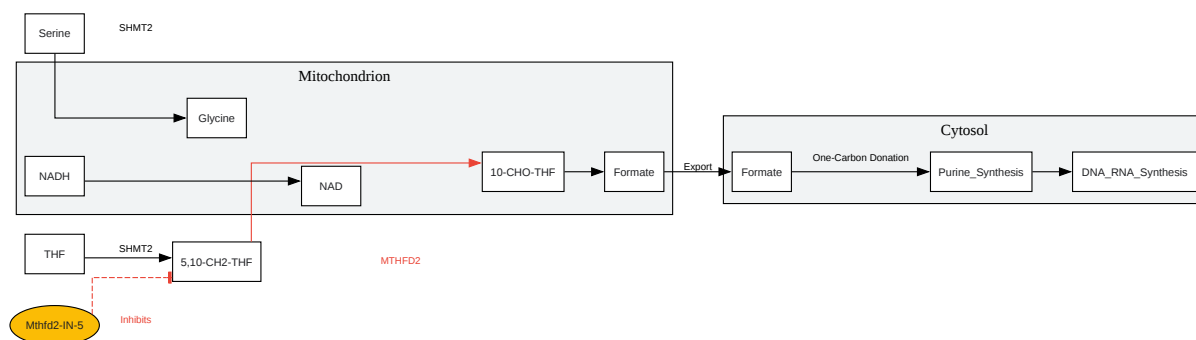 Serine
SHMT2
Mitochondrion
Glycine
Cytosol
NADH
NAD
10-CHO-THF
Formate
Export
Formate
One-Carbon Donation
Purine_Synthesis
DNA_RNA_Synthesis
THF
SHMT2
5,10-CH2-THF
MTHFD2
Mthfd2-IN-5
Inhibits